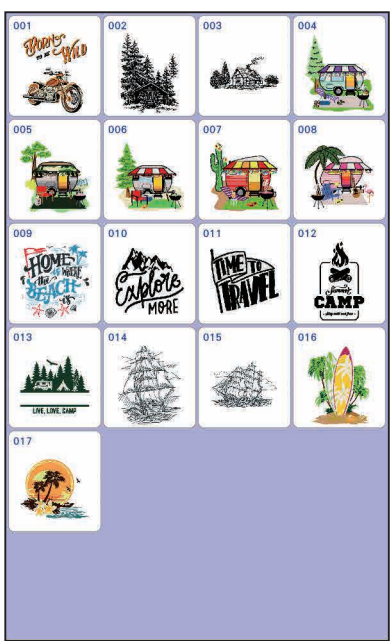 001
002
003
004
BORN
TO BE
WILD
005
006
007
008
009
010
011
012
HOME
IS WHERE
the
BEACH
is
Explore
MORE
TIME TO
TRAVEL
Summer
CAMP
013
014
015
016
LIVE, LOVE, CAMP
017